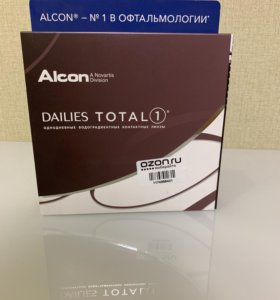 ALCON® – № 1 В ОФТАЛЬМОЛОГИИ*
Alcon
A Novartis
Division
DAILIES TOTAL 1®
однодневные водоградиентные контактные линзы
ozon.ru